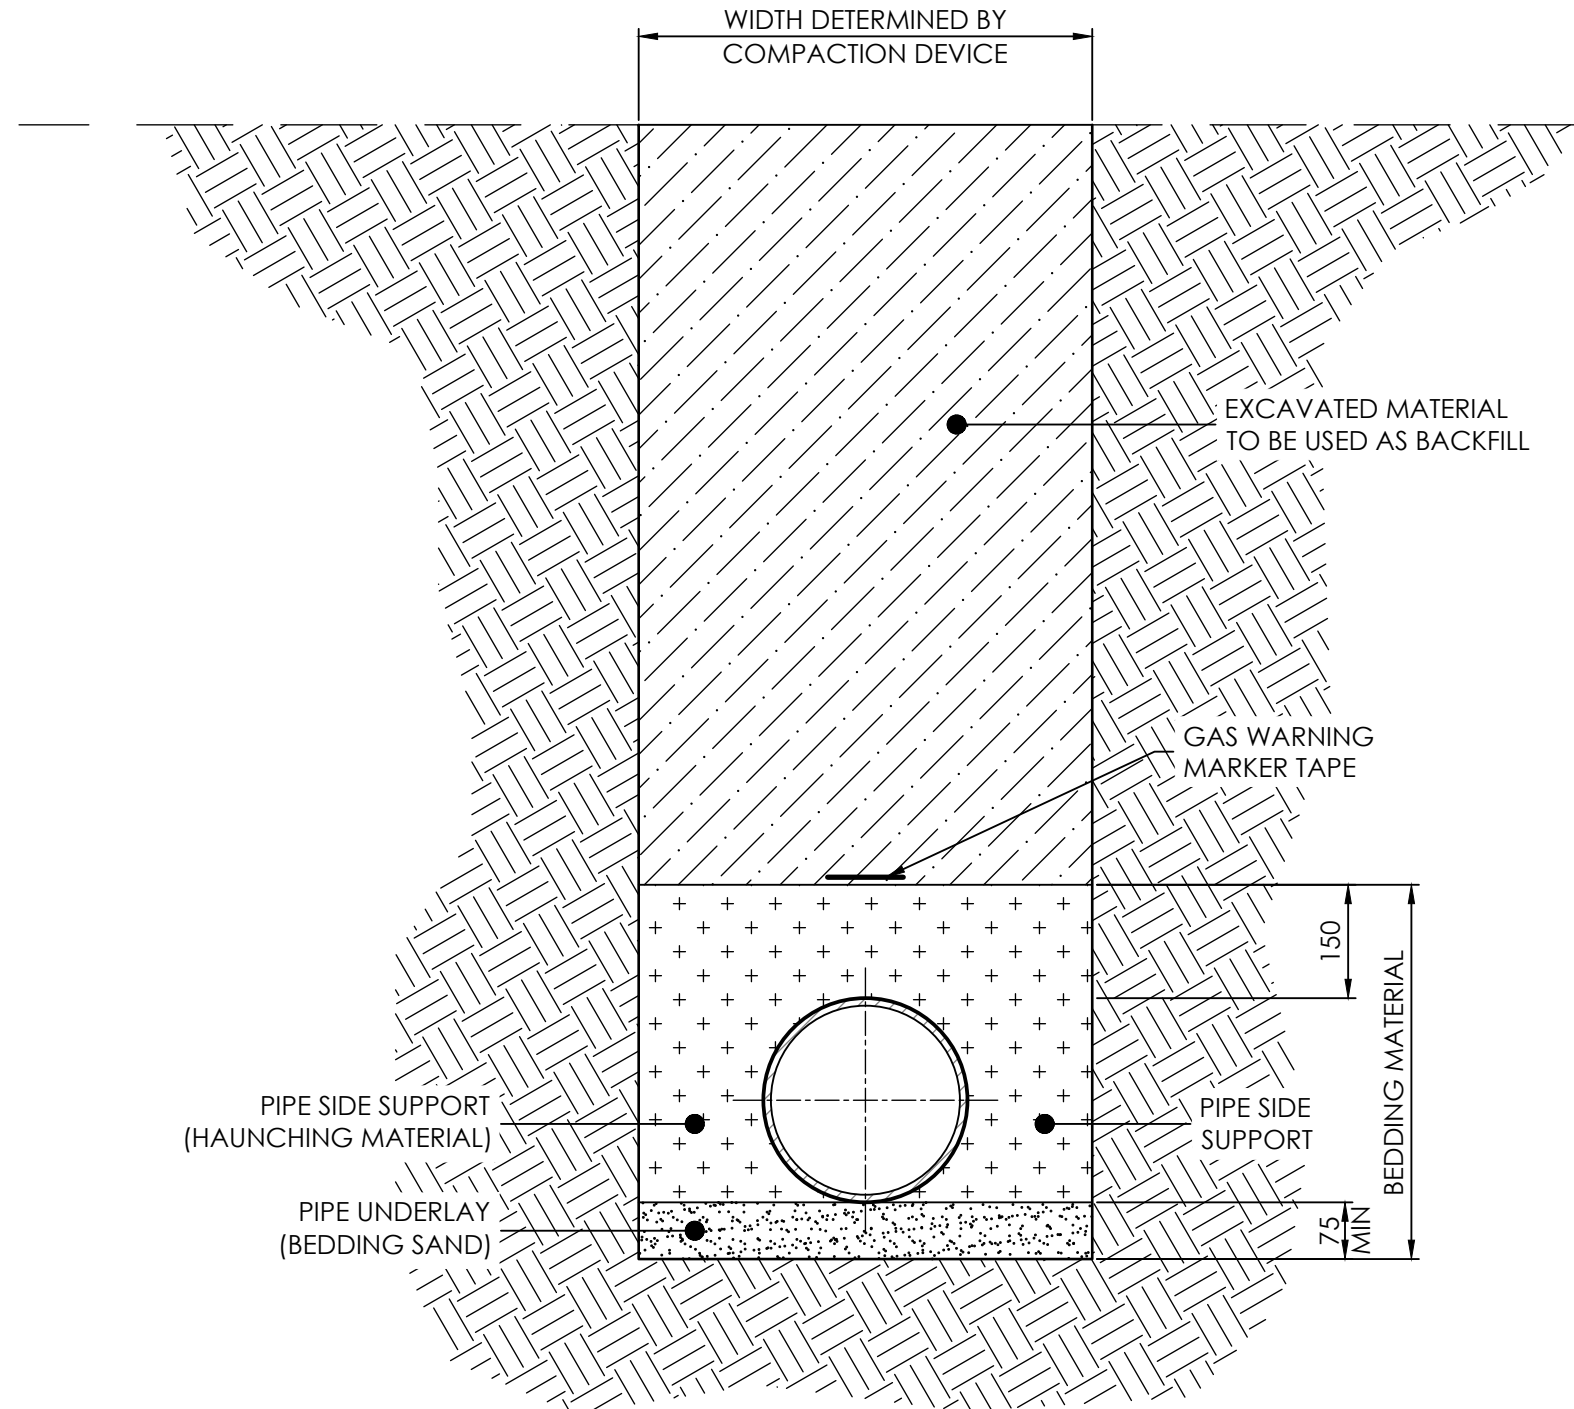 WIDTH DETERMINED BY
COMPACTION DEVICE
EXCAVATED MATERIAL
TO BE USED AS BACKFILL
GAS WARNING
MARKER TAPE
150
BEDDING MATERIAL
PIPE SIDE SUPPORT
(HAUNCHING MATERIAL)
PIPE SIDE
SUPPORT
PIPE UNDERLAY
(BEDDING SAND)
75
MIN